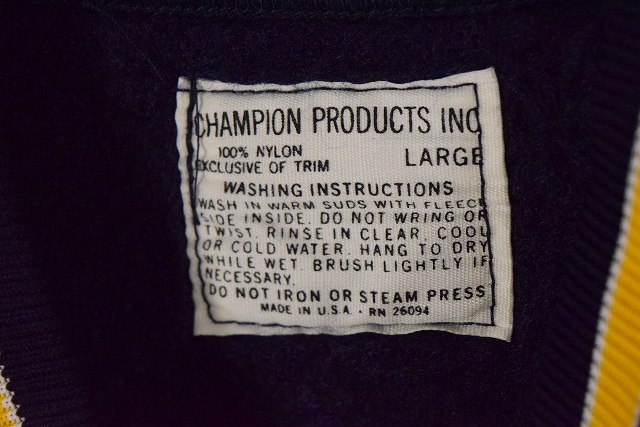 CHAMPION PRODUCTS INC
100% NYLON
EXCLUSIVE OF TRIM LARGE
WASHING INSTRUCTIONS
WASH IN WARM SUDS WITH FLEECE
SIDE INSIDE. DO NOT WRING OR
TWIST. RINSE IN CLEAR, COOL
OR COLD WATER. HANG TO DRY
WHILE WET. BRUSH LIGHTLY IF
NECESSARY.
DO NOT IRON OR STEAM PRESS
MADE IN U.S.A · RN 26094